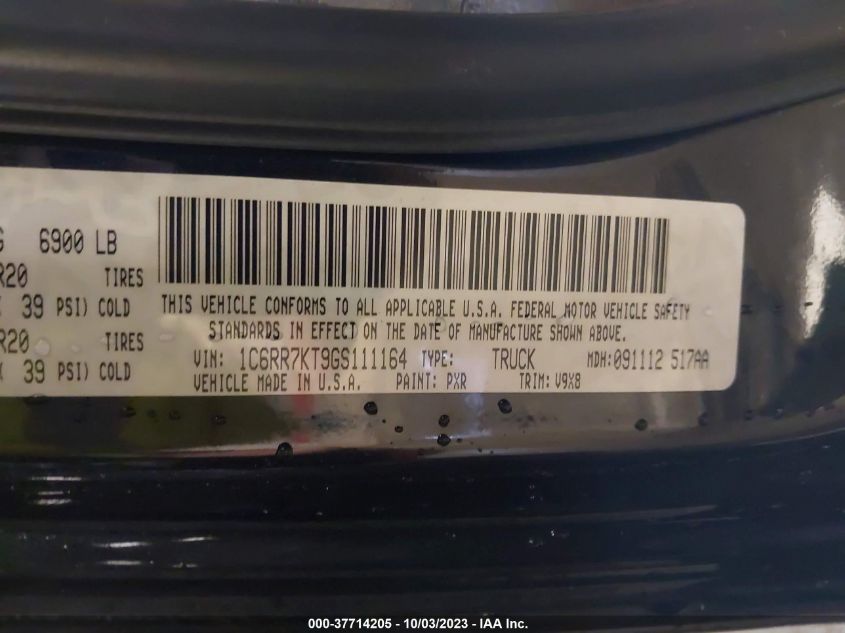 G 6900 LB
R20 TIRES
39 PSI) COLD
R20 TIRES
39 PSI) COLD
THIS VEHICLE CONFORMS TO ALL APPLICABLE U.S.A. FEDERAL MOTOR VEHICLE SAFETY
STANDARDS IN EFFECT ON THE DATE OF MANUFACTURE SHOWN ABOVE.
VIN: 1C6RR7KT9GS111164 TYPE: TRUCK MDH:091112 517AA
VEHICLE MADE IN U.S.A. PAINT: PXR TRIM: V9X8
000-37714205 - 10/03/2023 - IAA Inc.